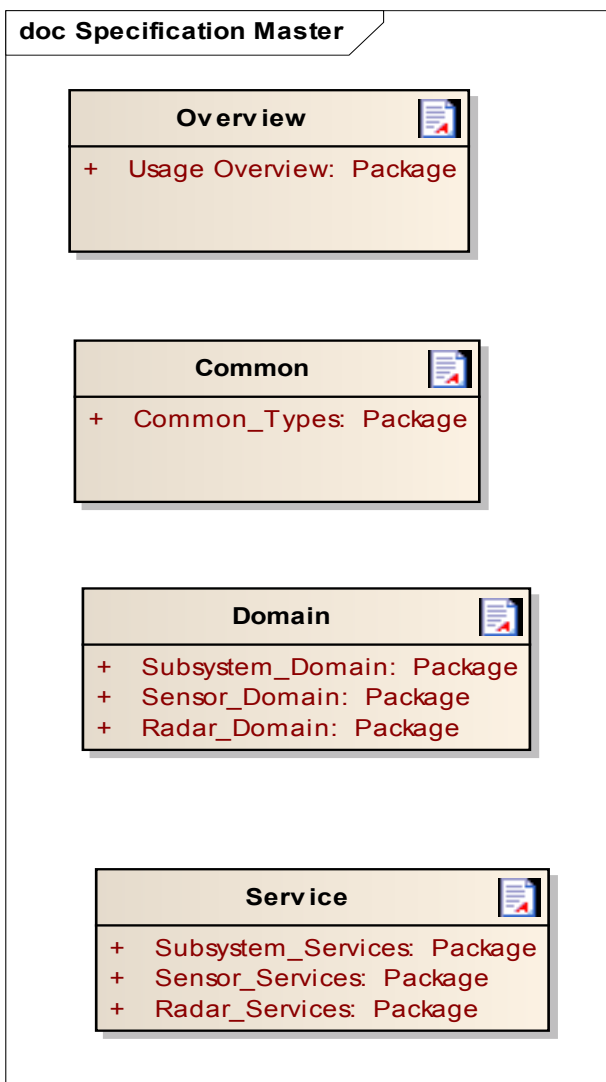 doc Specification Master
Overview
+ Usage Overview: Package
Common
+ Common_Types: Package
Domain
+ Subsystem_Domain: Package
+ Sensor_Domain: Package
+ Radar_Domain: Package
Service
+ Subsystem_Services: Package
+ Sensor_Services: Package
+ Radar_Services: Package